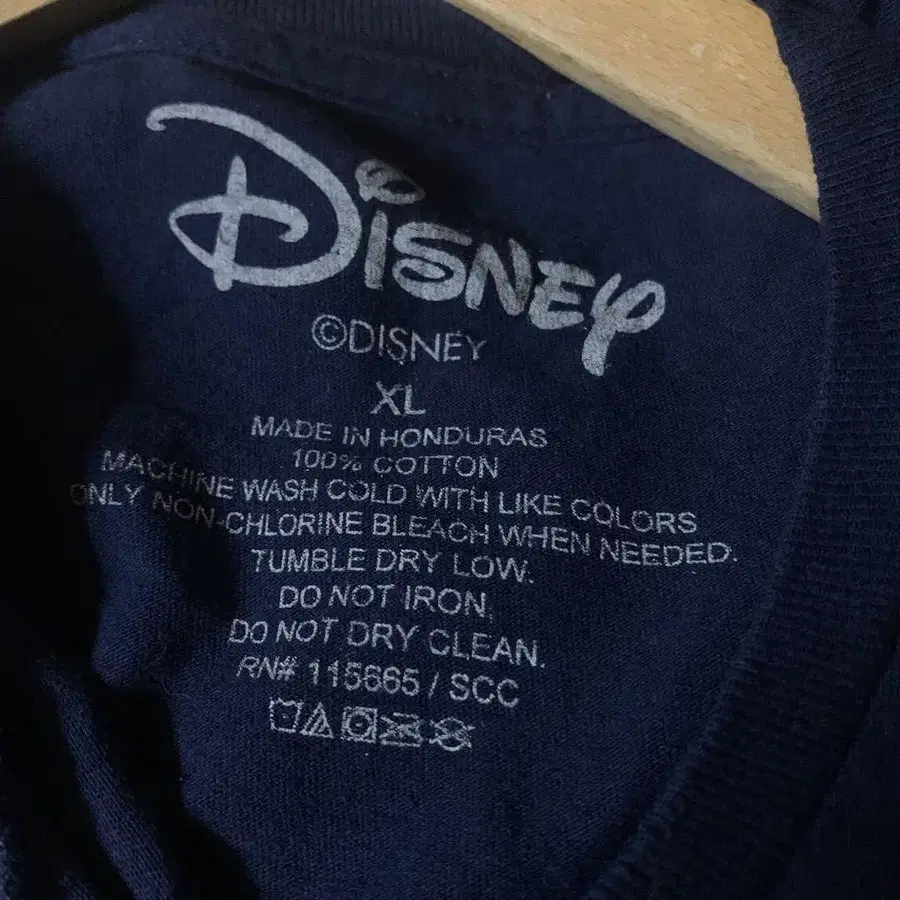 DISNEY
©DISNEY
XL
MADE IN HONDURAS
100% COTTON
MACHINE WASH COLD WITH LIKE COLORS
ONLY NON-CHLORINE BLEACH WHEN NEEDED.
TUMBLE DRY LOW.
DO NOT IRON.
DO NOT DRY CLEAN.
RN# 115665 / SCC